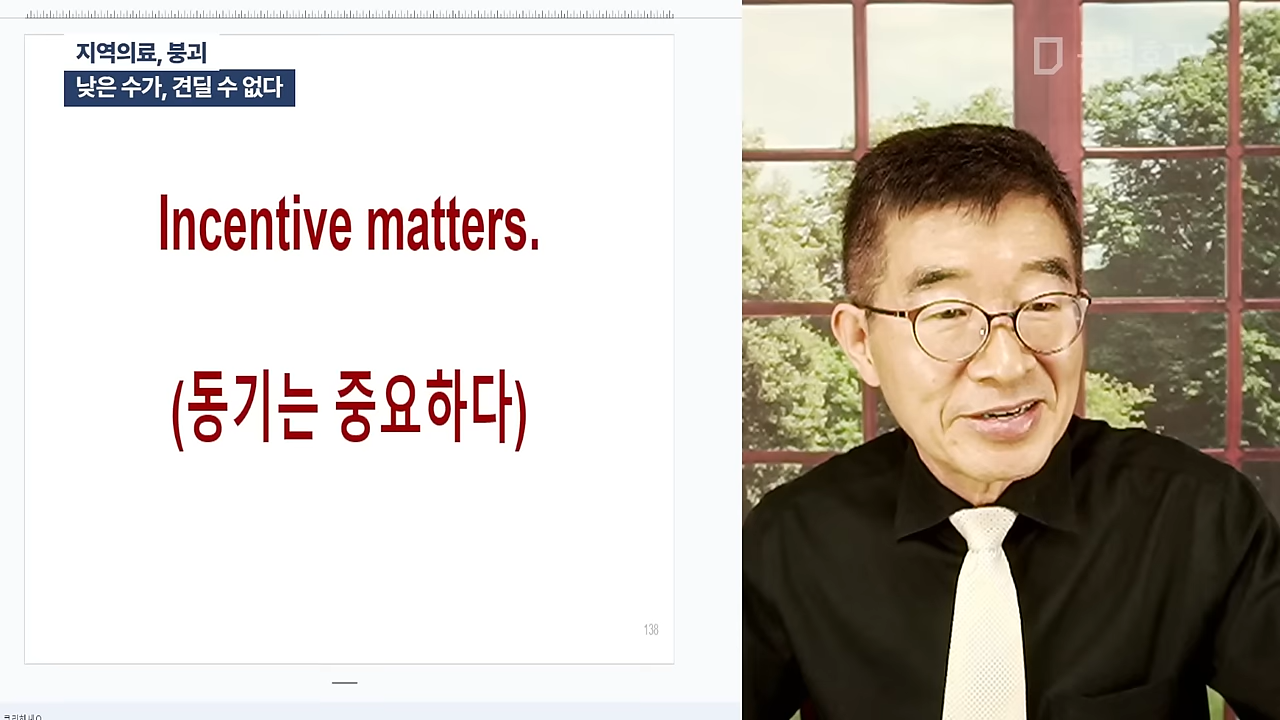 지역의료, 붕괴
낮은 수가, 견딜 수 없다
Incentive matters.
(동기는 중요하다)
138